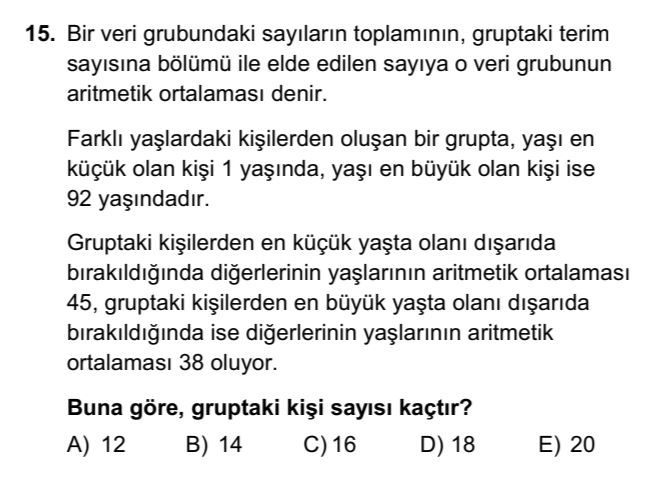 15. Bir veri grubundaki sayıların toplamının, gruptaki terim
sayısına bölümü ile elde edilen sayıya o veri grubunun
aritmetik ortalaması denir.
Farklı yaşlardaki kişilerden oluşan bir grupta, yaşı en
küçük olan kişi 1 yaşında, yaşı en büyük olan kişi ise
92 yaşındadır.
Gruptaki kişilerden en küçük yaşta olanı dışarıda
bırakıldığında diğerlerinin yaşlarının aritmetik ortalaması
45, gruptaki kişilerden en büyük yaşta olanı dışarıda
bırakıldığında ise diğerlerinin yaşlarının aritmetik
ortalaması 38 oluyor.
Buna göre, gruptaki kişi sayısı kaçtır?
A) 12 B) 14 C) 16 D) 18 E) 20